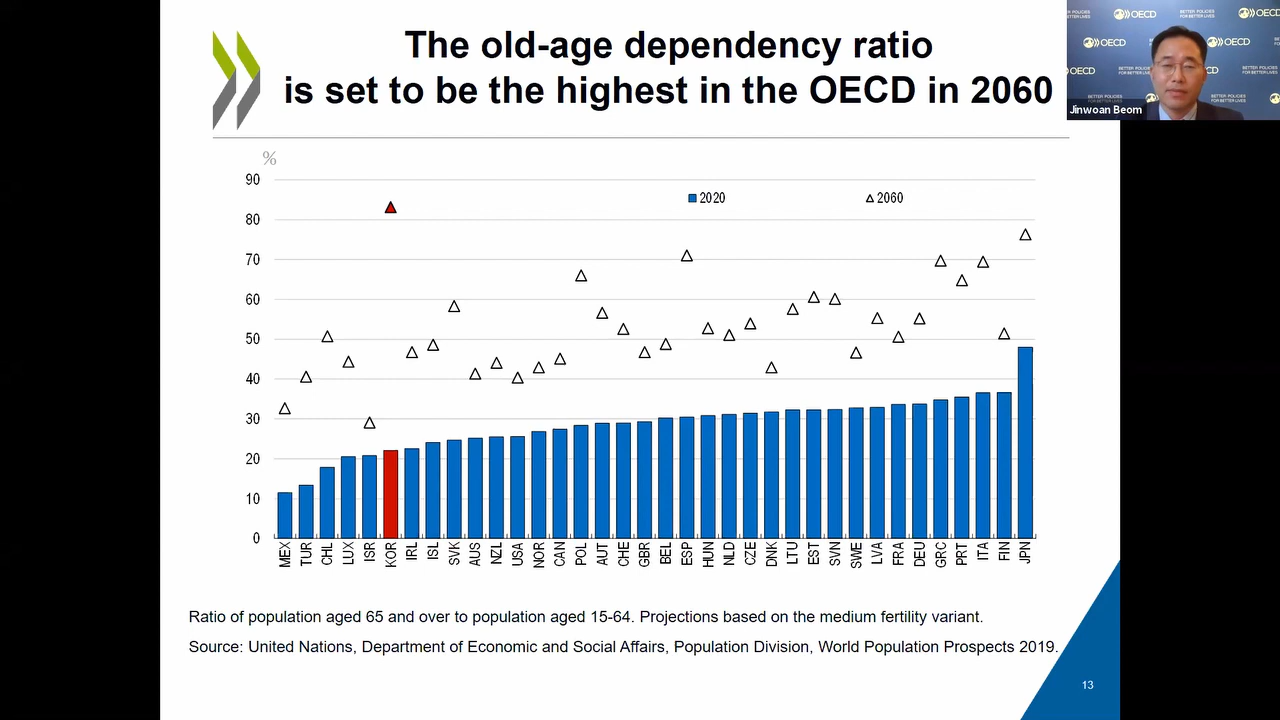 The old-age dependency ratio
is set to be the highest in the OECD in 2060
BETTER POLICIES
FOR BETTER LIVES
OECD
Jinwoan Beom
%
90
80
70
60
50
40
30
20
10
0
2020
2060
MEX TUR CHL LUX ISR KOR IRL ISL SVK AUS NZL USA NOR CAN POL AUT CHE GBR BEL ESP HUN NLD CZE DNK LTU EST SVN SWE LVA FRA DEU GRC PRT ITA FIN JPN
Ratio of population aged 65 and over to population aged 15-64. Projections based on the medium fertility variant.
Source: United Nations, Department of Economic and Social Affairs, Population Division, World Population Prospects 2019.
13